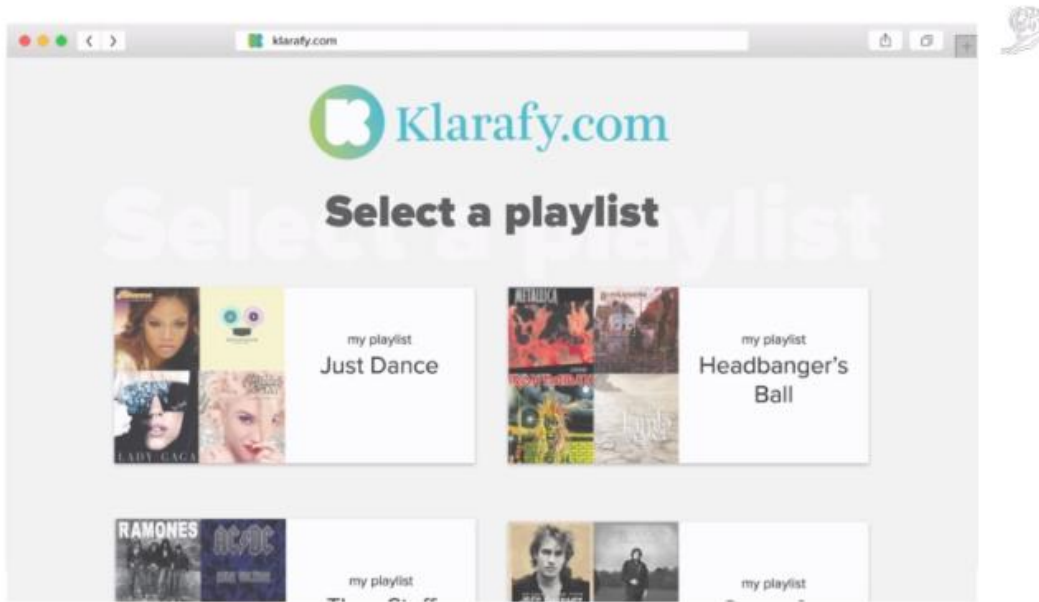 klarafy.com
Klarafy.com
Select a playlist
my playlist
Just Dance
METALLICA
my playlist
Headbanger's
Ball
LADY GAGA
RAMONES
AC/DC
my playlist
my playlist